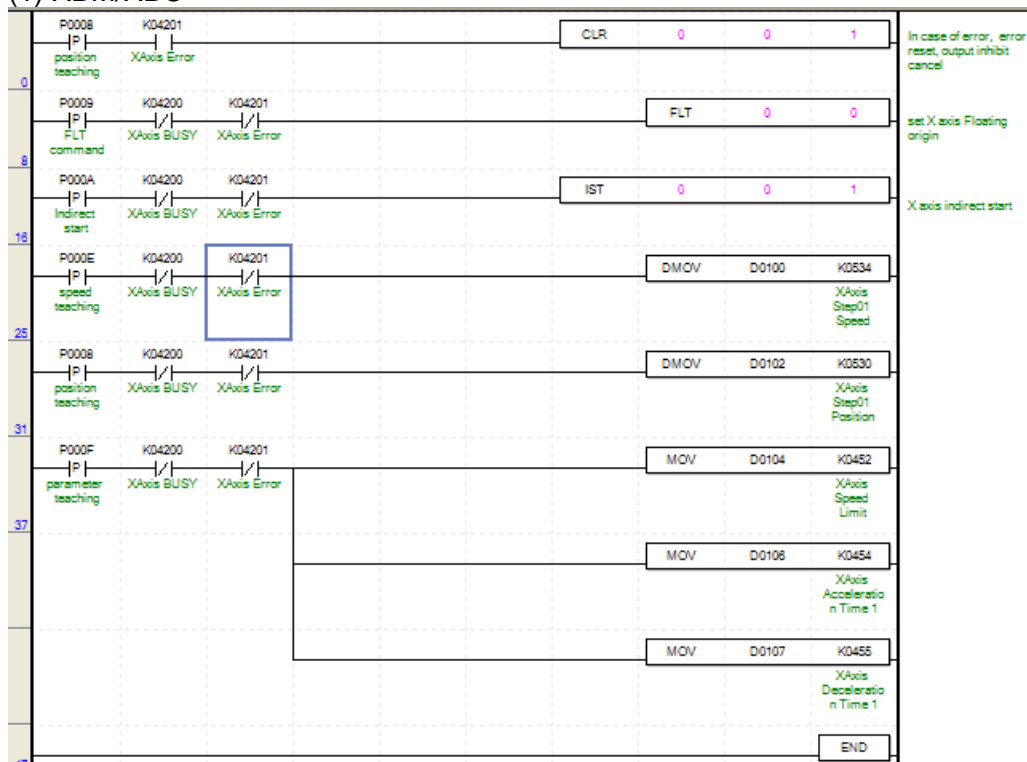 P0008 K04201
P
CLR 0 0 1
position teaching
XAxis Error
In case of error, error
reset, output inhibit
cancel
0
P0009 K04200 K04201
P
FLT 0 0
FLT command
XAxis BUSY XAxis Error
set X axis Floating
origin
8
P000A K04200 K04201
P
IST 0 0 1
Indirect start
XAxis BUSY XAxis Error
X axis indirect start
16
P000E K04200 K04201
P
DMOV D0100 K0534
speed teaching
XAxis BUSY XAxis Error
XAxis
Step01
Speed
25
P0008 K04200 K04201
P
DMOV D0102 K0530
position teaching
XAxis BUSY XAxis Error
XAxis
Step01
Position
31
P000F K04200 K04201
P
MOV D0104 K0452
parameter teaching
XAxis BUSY XAxis Error
XAxis
Speed
Limit
37
MOV D0106 K0454
XAxis
Acceleratio
n Time 1
MOV D0107 K0455
XAxis
Deceleratio
n Time 1
END